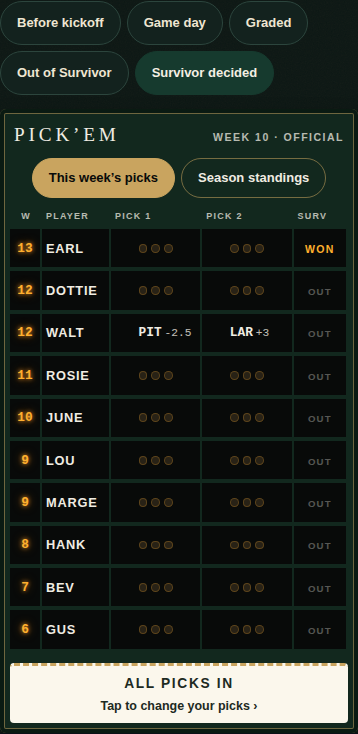 Before kickoff Game day Graded
Out of Survivor Survivor decided
PICK'EM WEEK 10 · OFFICIAL
This week's picks Season standings
W PLAYER PICK 1 PICK 2 SURV
13 EARL WON
12 DOTTIE OUT
12 WALT PIT -2.5 LAR +3 OUT
11 ROSIE OUT
10 JUNE OUT
9 LOU OUT
9 MARGE OUT
8 HANK OUT
7 BEV OUT
6 GUS OUT
ALL PICKS IN
Tap to change your picks ›